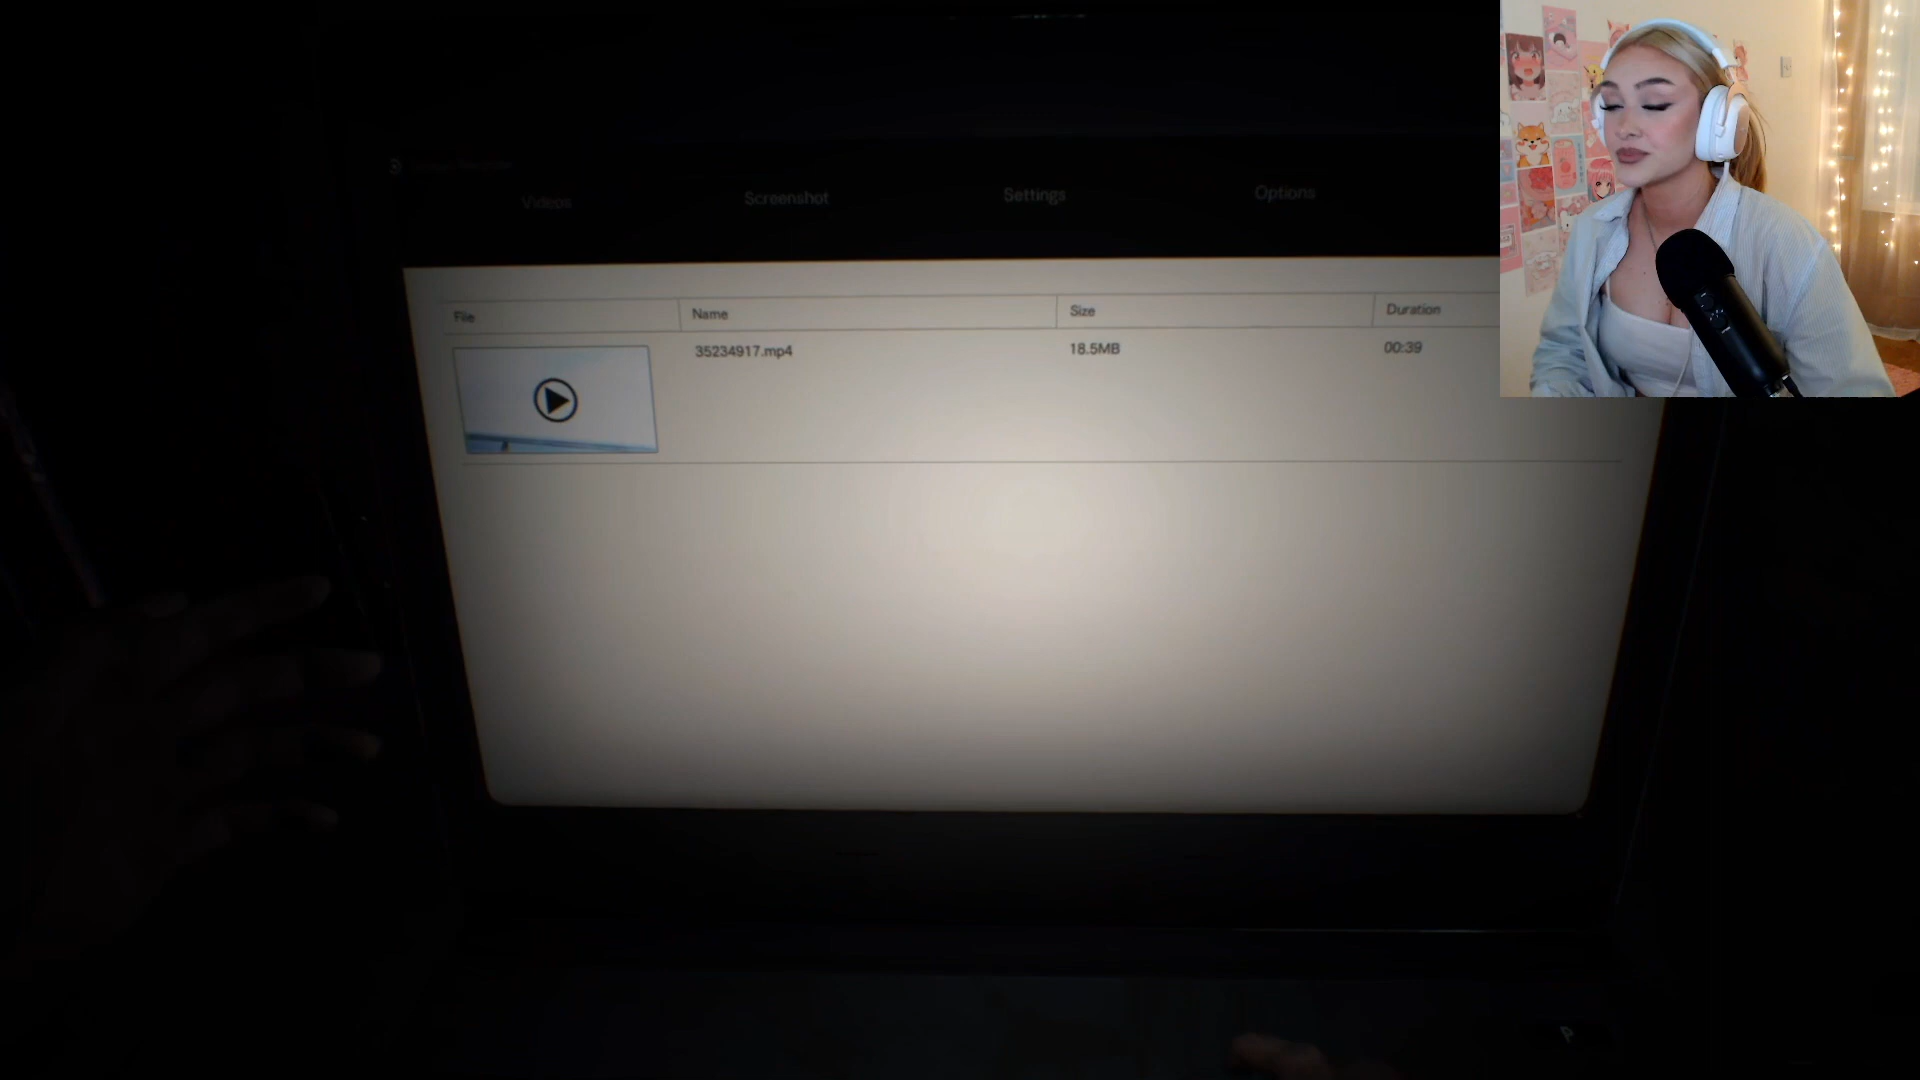 Videos Screenshot Settings Options
File Name Size Duration
35234917.mp4 18.5MB 00:39